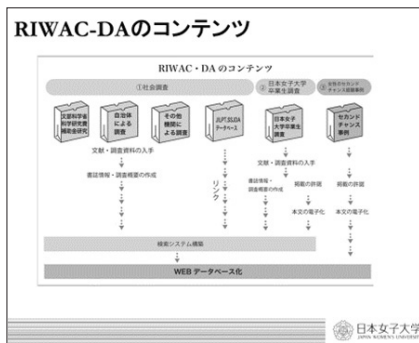 RIWAC-DAのコンテンツ
RIWAC・DAのコンテンツ
①社会調査
②日本女子大学
卒業生調査
文部科学省
科学研究費
補助金研究
自治体
による
調査
その他
機関による調査
データベース
日本女子
大学卒業生
調査
セカンド
チャンス
事例
文献・調査資料の入手
書誌情報・調査概要の作成
リンク
文献・調査資料の入手
書誌情報・
調査概要の作成
掲載の許諾
本文の電子化
掲載の許諾
本文の電子化
検索システム構築
WEBデータベース化
日本女子大学
JAPAN WOMEN'S UNIVERSITY